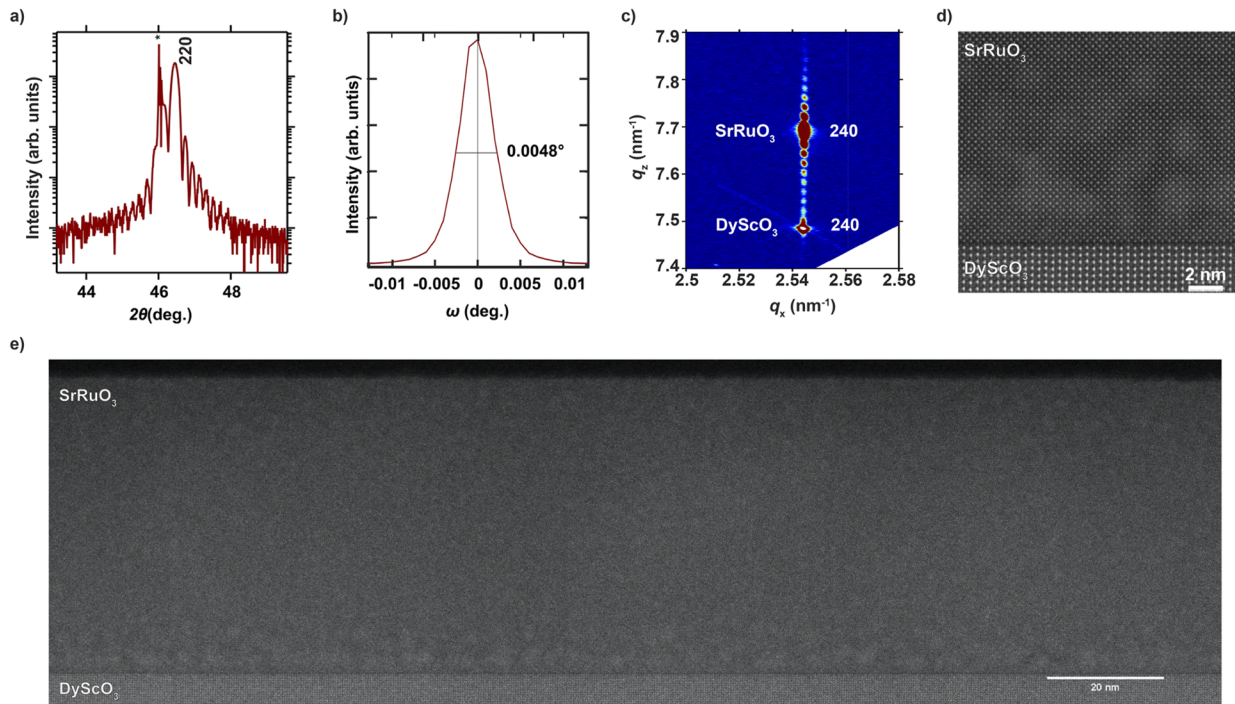 a)
Intensity (arb. units)
*
220
44
46
48
2θ(deg.)
b)
Intensity (arb. untis)
0.0048°
-0.01
-0.005
0
0.005
0.01
ω (deg.)
c)
7.9
7.8
7.7
7.6
7.5
7.4
qz (nm-1)
SrRuO3
240
DyScO3
240
2.5
2.52
2.54
2.56
2.58
qx (nm-1)
d)
SrRuO3
DyScO3
2 nm
e)
SrRuO3
DyScO3
20 nm